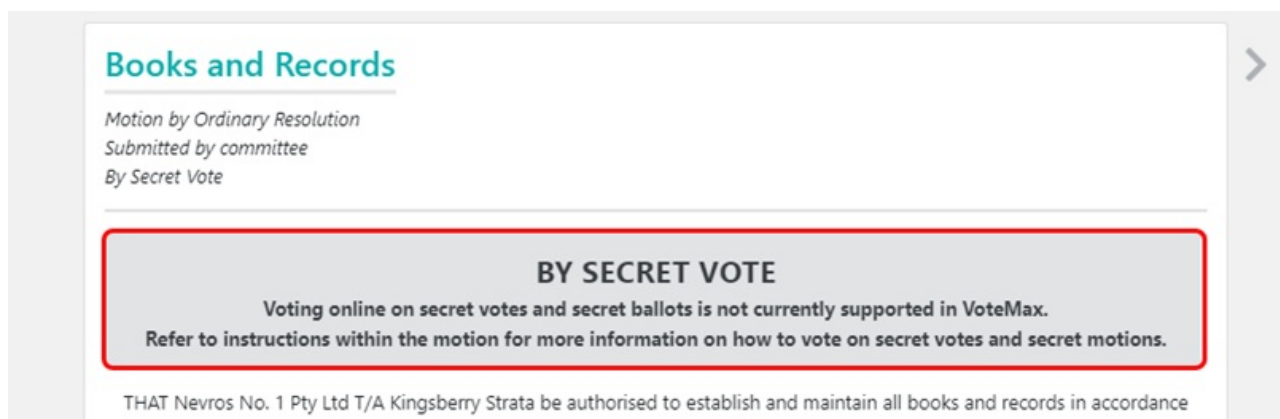 Books and Records
Motion by Ordinary Resolution
Submitted by committee
By Secret Vote
BY SECRET VOTE
Voting online on secret votes and secret ballots is not currently supported in VoteMax.
Refer to instructions within the motion for more information on how to vote on secret votes and secret motions.
THAT Nevros No. 1 Pty Ltd T/A Kingsberry Strata be authorised to establish and maintain all books and records in accordance